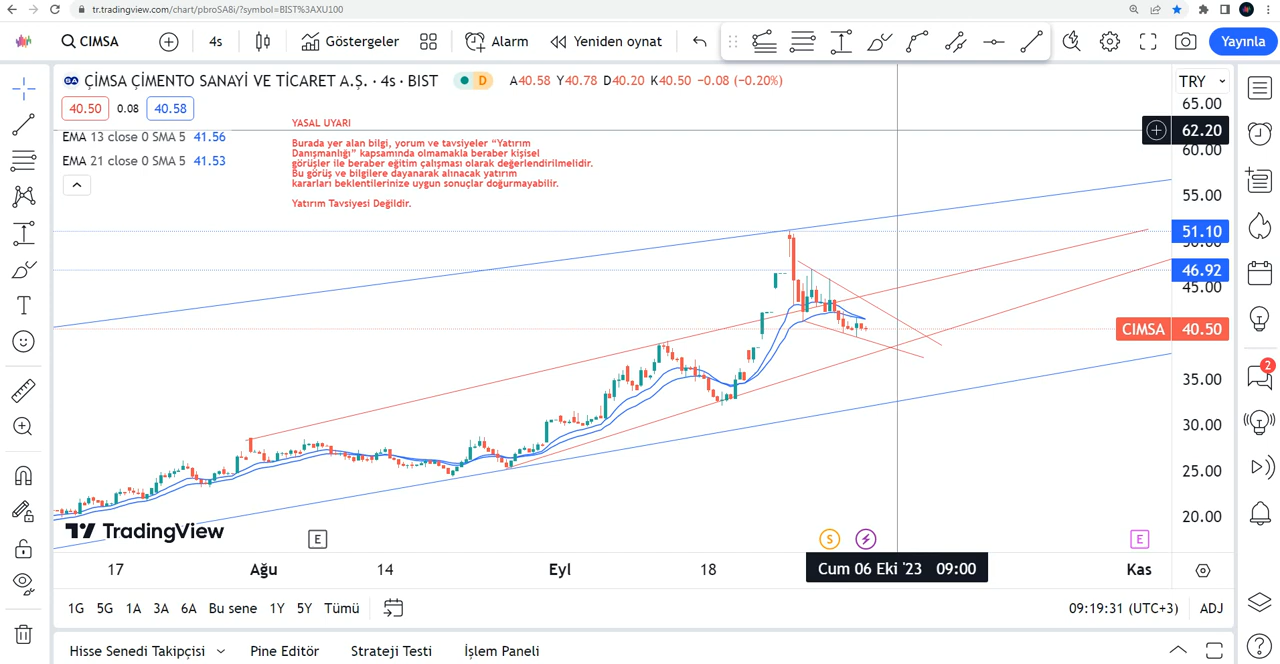 tr.tradingview.com/chart/pbroSA8i/?symbol=BIST%3AXU100
CIMSA 4s Göstergeler Alarm Yeniden oynat Yayınla
ÇİMSA ÇİMENTO SANAYİ VE TİCARET A.Ş. · 4s · BIST D A40.58 Y40.78 D40.20 K40.50 −0.08 (−0.20%) TRY
40.50 0.08 40.58
EMA 13 close 0 SMA 5 41.56
EMA 21 close 0 SMA 5 41.53
YASAL UYARI
Burada yer alan bilgi, yorum ve tavsiyeler “Yatırım
Danışmanlığı” kapsamında olmamakla beraber kişisel
görüşler ile beraber eğitim çalışması olarak değerlendirilmelidir.
Bu görüş ve bilgilere dayanarak alınacak yatırım
kararları beklentilerinize uygun sonuçlar doğurmayabilir.
Yatırım Tavsiyesi Değildir.
65.00
62.20
60.00
55.00
51.10
50.00
46.92
45.00
CIMSA 40.50
35.00
30.00
25.00
20.00
2
TradingView
E S E
17 Ağu 14 Eyl 18 Cum 06 Eki '23 09:00 Kas
1G 5G 1A 3A 6A Bu sene 1Y 5Y Tümü 09:19:31 (UTC+3) ADJ
Hisse Senedi Takipçisi Pine Editör Strateji Testi İşlem Paneli